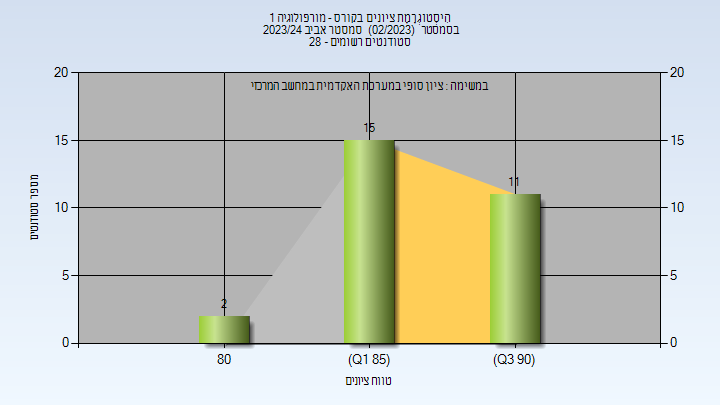 היסטוגרמת ציונים בקורס - מורפולוגיה 1
בסמסטר (02/2023) סמסטר אביב 2023/24
סטודנטים רשומים - 28
במשימה : ציון סופי במערכת האקדמית במחשב המרכזי
מספר סטודנטים
20
15
10
5
0
20
15
10
5
0
2
15
11
80
(Q1 85)
(Q3 90)
טווח ציונים